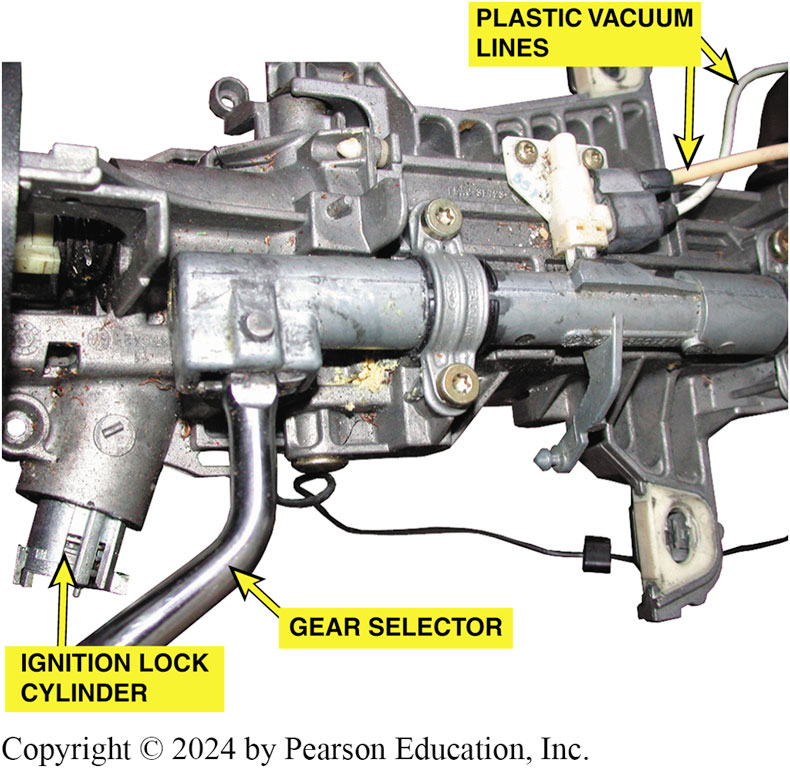 PLASTIC VACUUM
LINES
GEAR SELECTOR
IGNITION LOCK
CYLINDER
Copyright © 2024 by Pearson Education, Inc.